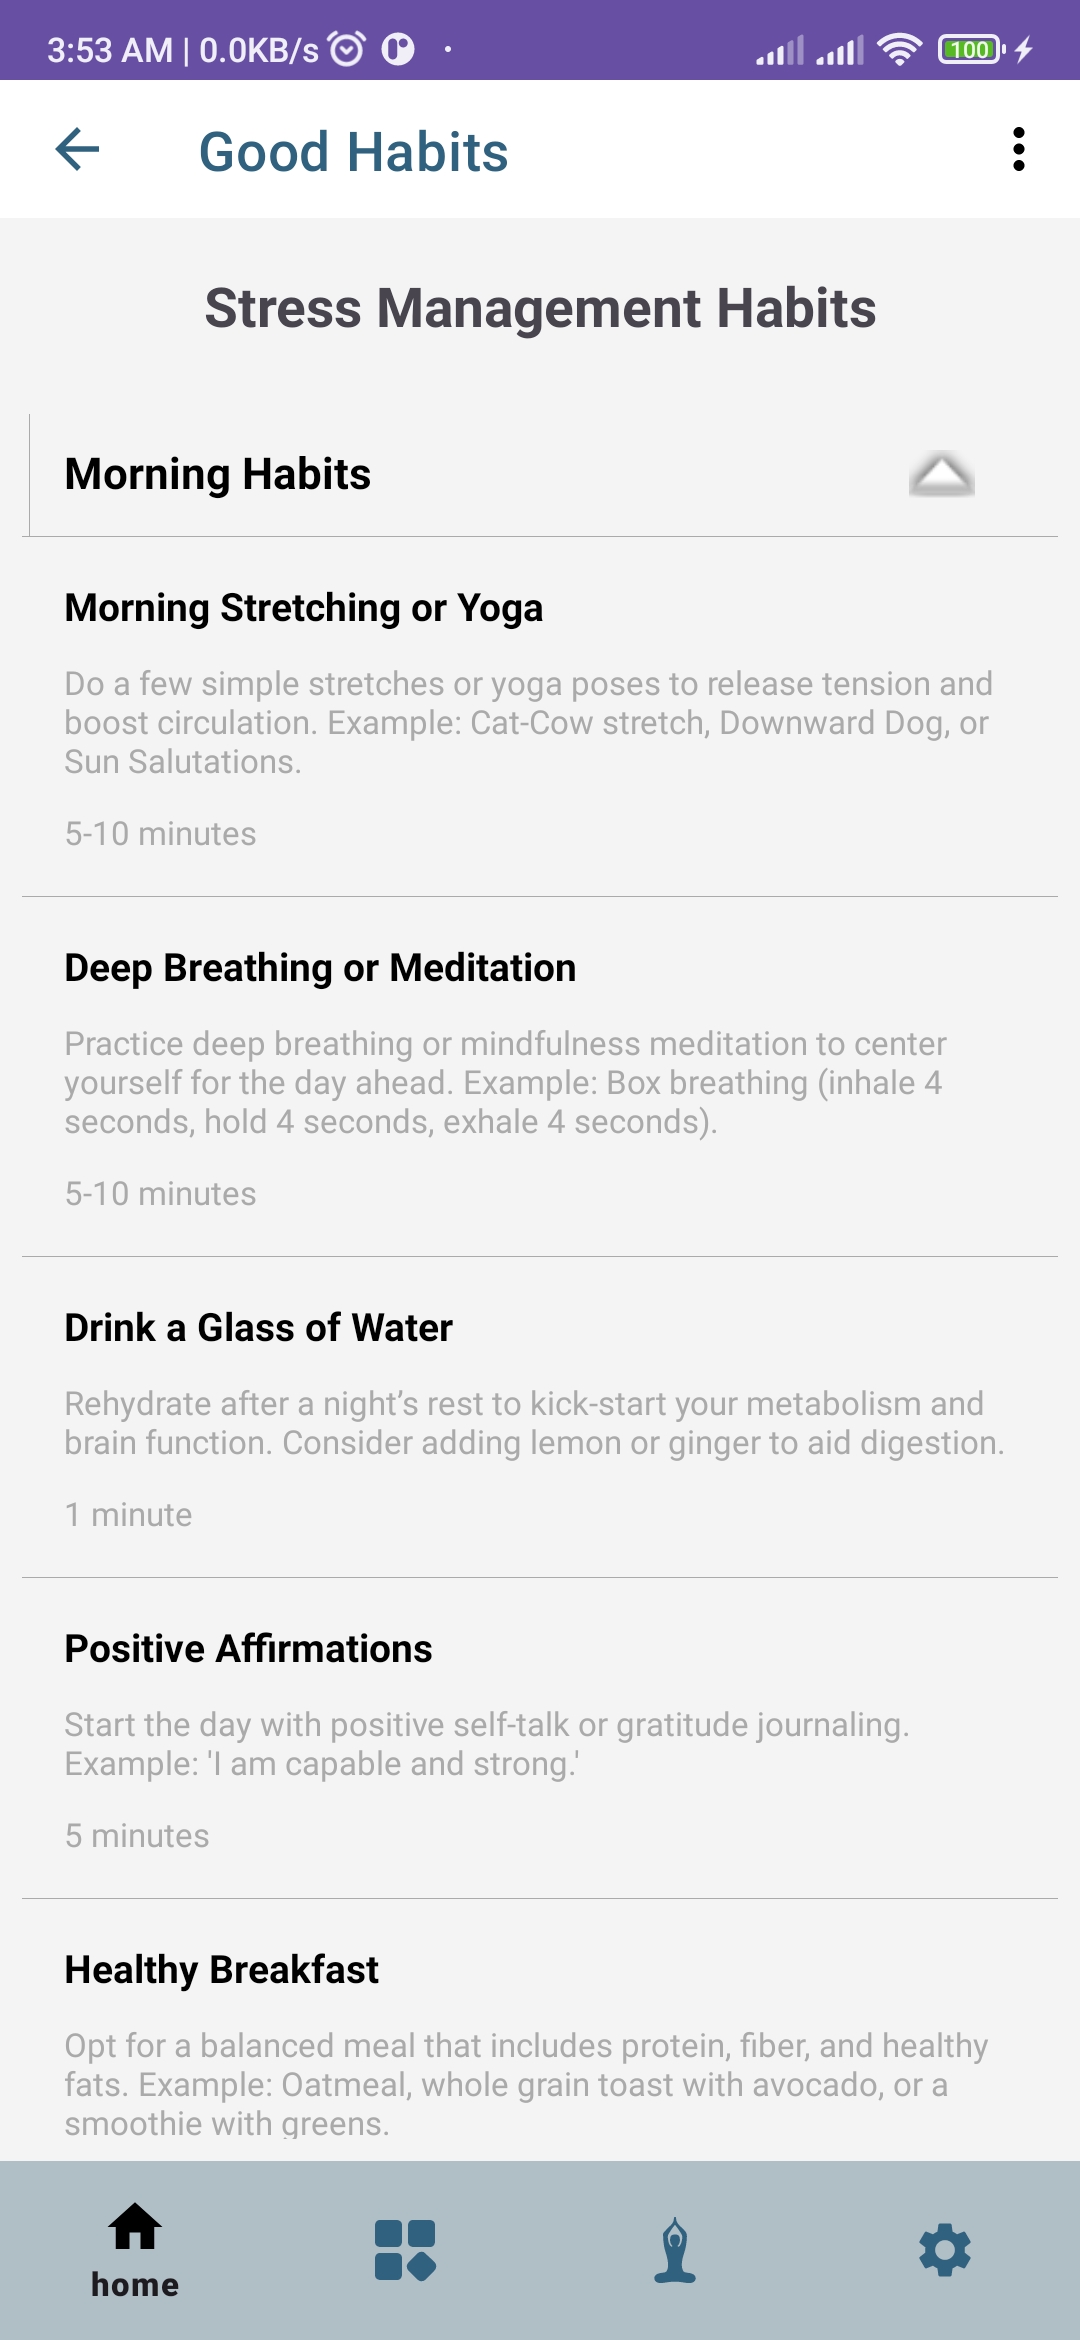 3:53 AM | 0.0KB/s
100
Good Habits
Stress Management Habits
Morning Habits
Morning Stretching or Yoga
Do a few simple stretches or yoga poses to release tension and
boost circulation. Example: Cat-Cow stretch, Downward Dog, or
Sun Salutations.
5-10 minutes
Deep Breathing or Meditation
Practice deep breathing or mindfulness meditation to center
yourself for the day ahead. Example: Box breathing (inhale 4
seconds, hold 4 seconds, exhale 4 seconds).
5-10 minutes
Drink a Glass of Water
Rehydrate after a night’s rest to kick-start your metabolism and
brain function. Consider adding lemon or ginger to aid digestion.
1 minute
Positive Affirmations
Start the day with positive self-talk or gratitude journaling.
Example: 'I am capable and strong.'
5 minutes
Healthy Breakfast
Opt for a balanced meal that includes protein, fiber, and healthy
fats. Example: Oatmeal, whole grain toast with avocado, or a
smoothie with greens.
home